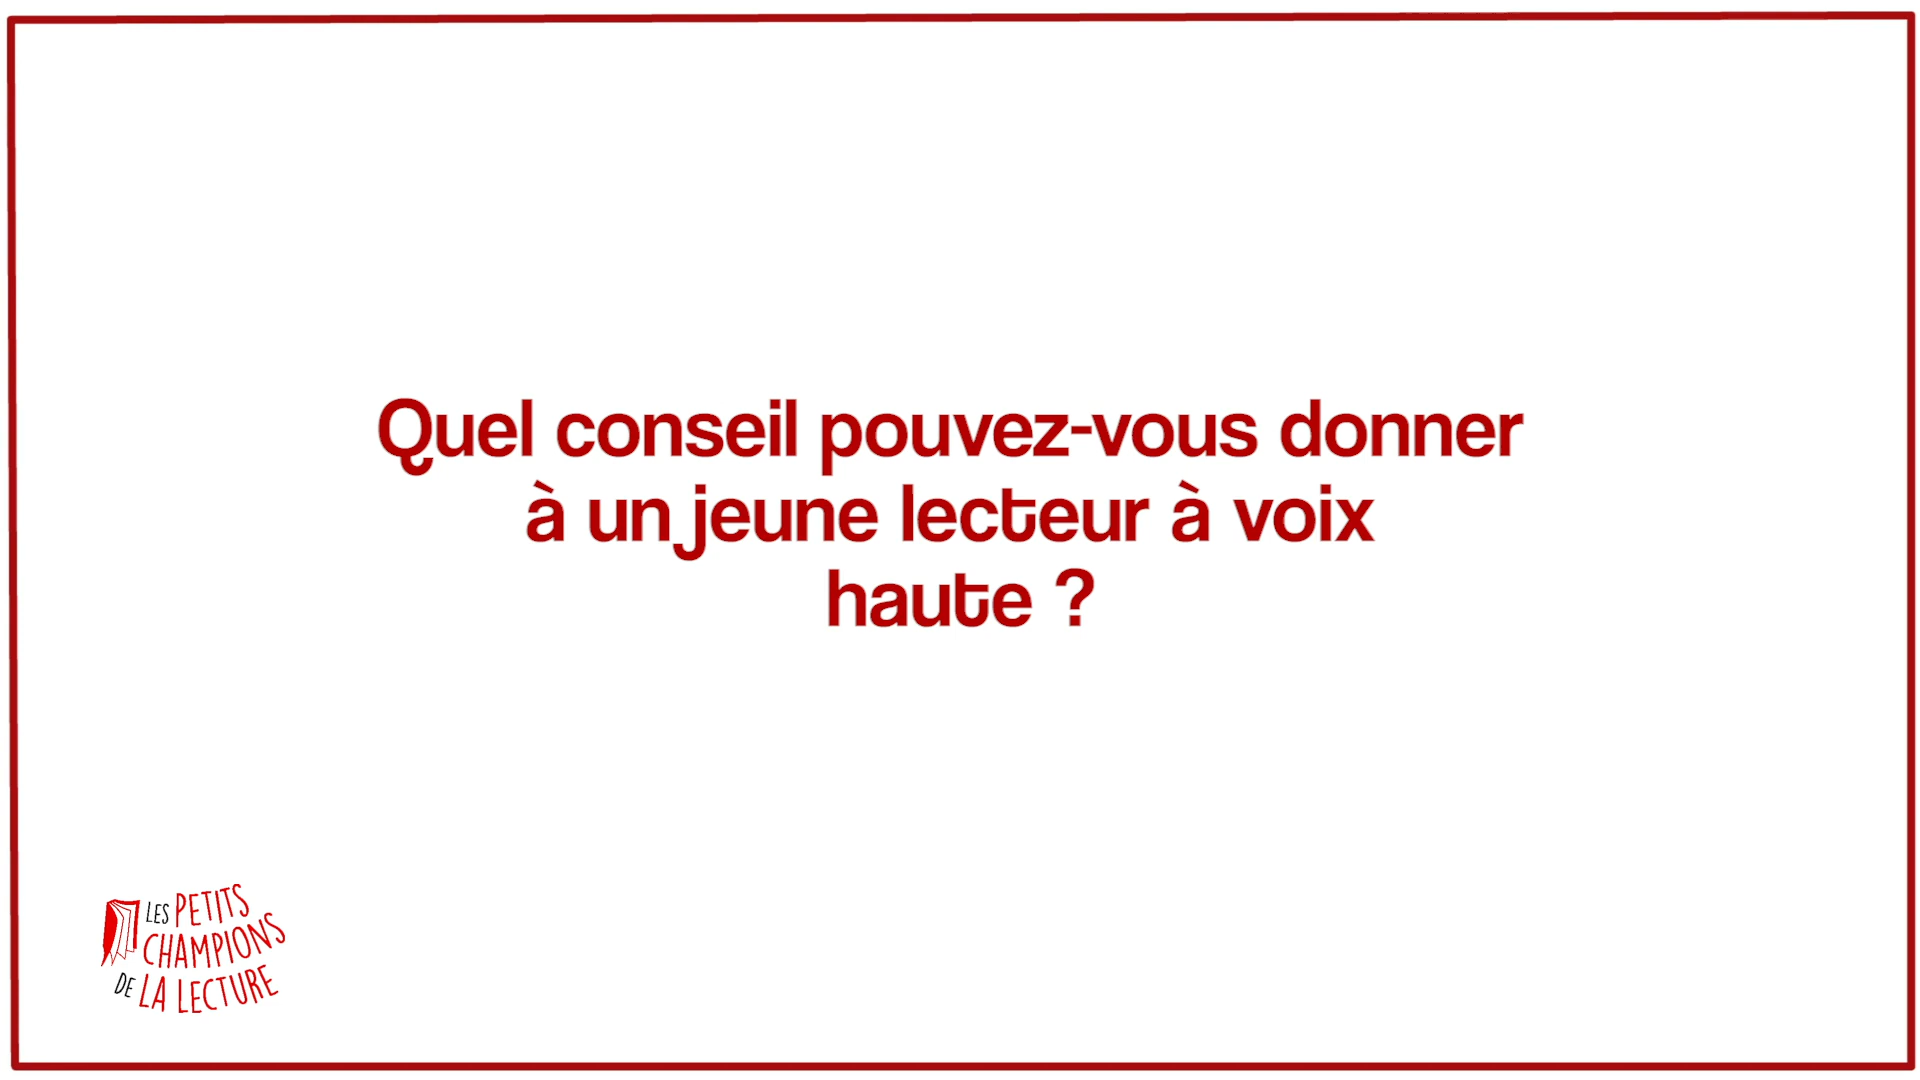 Quel conseil pouvez-vous donner
à un jeune lecteur à voix
haute ?
LES PETITS
CHAMPIONS
DE LA LECTURE